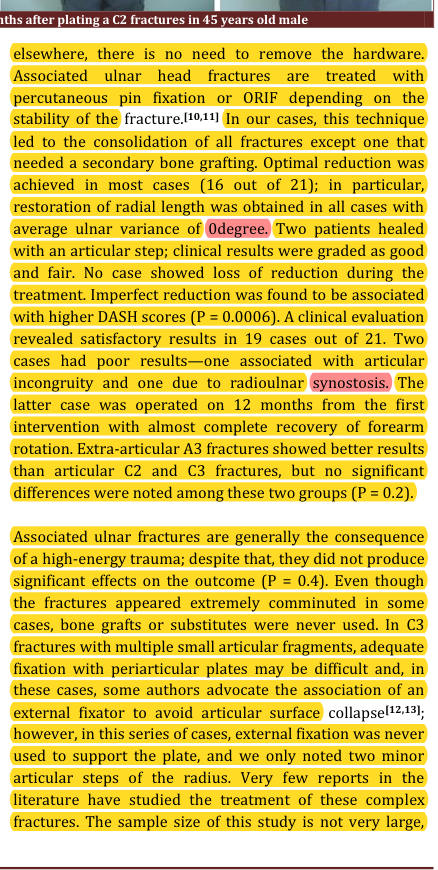 nths after plating a C2 fractures in 45 years old male
elsewhere, there is no need to remove the hardware.
Associated ulnar head fractures are treated with
percutaneous pin fixation or ORIF depending on the
stability of the fracture.[10,11] In our cases, this technique
led to the consolidation of all fractures except one that
needed a secondary bone grafting. Optimal reduction was
achieved in most cases (16 out of 21); in particular,
restoration of radial length was obtained in all cases with
average ulnar variance of 0degree. Two patients healed
with an articular step; clinical results were graded as good
and fair. No case showed loss of reduction during the
treatment. Imperfect reduction was found to be associated
with higher DASH scores (P = 0.0006). A clinical evaluation
revealed satisfactory results in 19 cases out of 21. Two
cases had poor results—one associated with articular
incongruity and one due to radioulnar synostosis. The
latter case was operated on 12 months from the first
intervention with almost complete recovery of forearm
rotation. Extra-articular A3 fractures showed better results
than articular C2 and C3 fractures, but no significant
differences were noted among these two groups (P = 0.2).
Associated ulnar fractures are generally the consequence
of a high-energy trauma; despite that, they did not produce
significant effects on the outcome (P = 0.4). Even though
the fractures appeared extremely comminuted in some
cases, bone grafts or substitutes were never used. In C3
fractures with multiple small articular fragments, adequate
fixation with periarticular plates may be difficult and, in
these cases, some authors advocate the association of an
external fixator to avoid articular surface collapse[12,13];
however, in this series of cases, external fixation was never
used to support the plate, and we only noted two minor
articular steps of the radius. Very few reports in the
literature have studied the treatment of these complex
fractures. The sample size of this study is not very large,